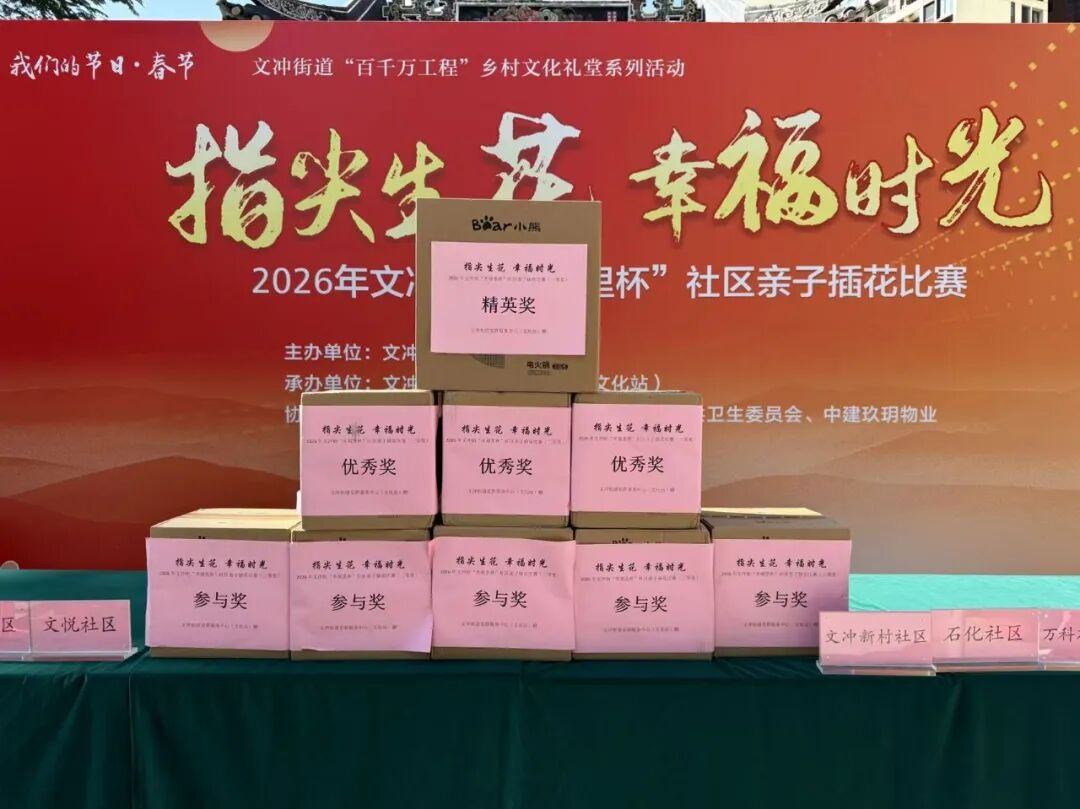 我们的节日·春节
文冲街道“百千万工程”乡村文化礼堂系列活动
指尖生花 幸福时光
2026年文冲 里杯”社区亲子插花比赛
主办单位：文冲
承办单位：文冲 文化站）
协 卫生委员会、中建玖玥物业
Bear小熊
指尖生花 幸福时光
精英奖
电火锅
指尖生花 幸福时光
优秀奖
指尖生花 幸福时光
优秀奖
指尖生花 幸福时光
优秀奖
指尖生花 幸福时光
参与奖
指尖生花 幸福时光
参与奖
指尖生花 幸福时光
参与奖
指尖生花 幸福时光
参与奖
指尖生花 幸福时光
参与奖
区
文悦社区
文冲新村社区
石化社区
万科